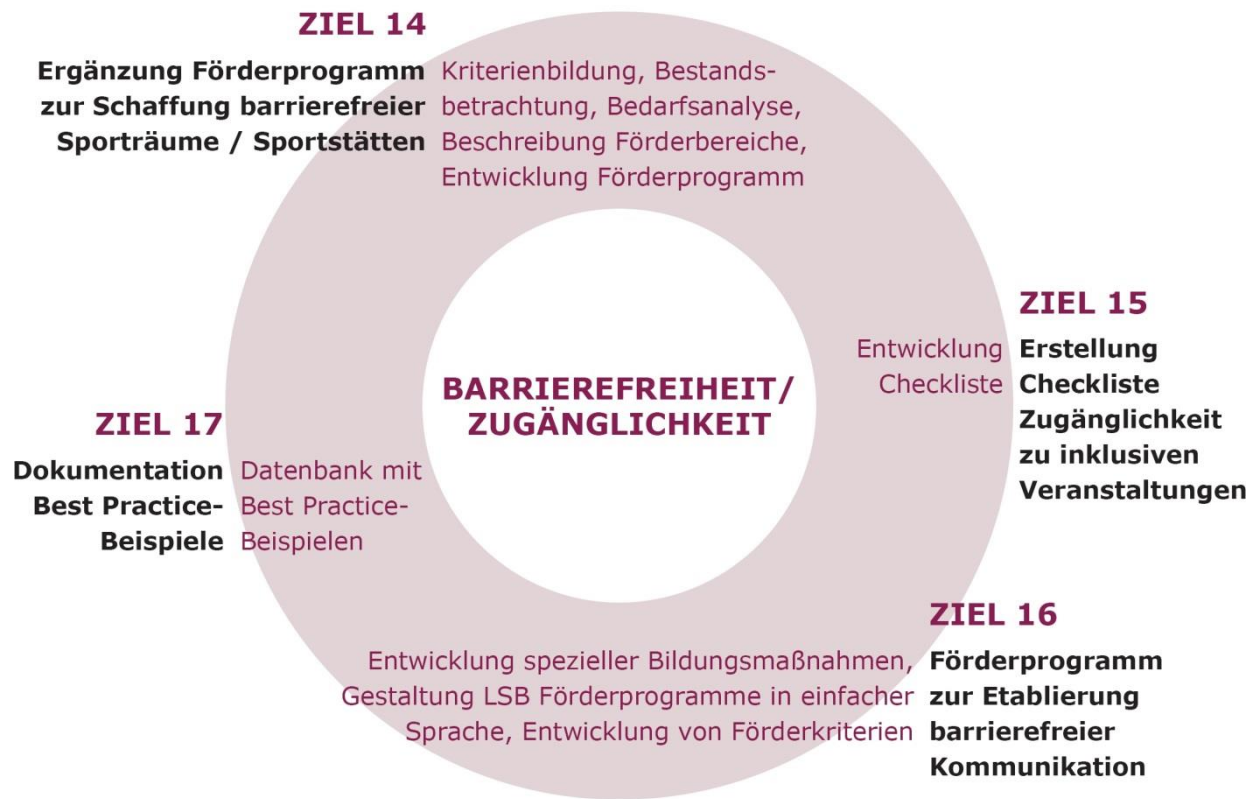 ZIEL 14
Ergänzung Förderprogramm
zur Schaffung barrierefreier
Sporträume / Sportstätten
Kriterienbildung, Bestands-
betrachtung, Bedarfsanalyse,
Beschreibung Förderbereiche,
Entwicklung Förderprogramm
ZIEL 15
Erstellung
Checkliste
Zugänglichkeit
zu inklusiven
Veranstaltungen
Entwicklung
Checkliste
BARRIEREFREIHEIT/
ZUGÄNGLICHKEIT
ZIEL 17
Dokumentation
Best Practice-
Beispiele
Datenbank mit
Best Practice-
Beispielen
ZIEL 16
Förderprogramm
zur Etablierung
barrierefreier
Kommunikation
Entwicklung spezieller Bildungsmaßnahmen,
Gestaltung LSB Förderprogramme in einfacher
Sprache, Entwicklung von Förderkriterien